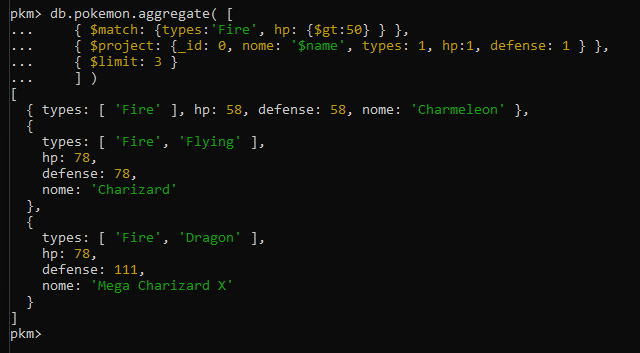 pkm> db.pokemon.aggregate( [
...     { $match: {types:'Fire', hp: {$gt:50} } },
...     { $project: {_id: 0, nome: '$name', types: 1, hp:1, defense: 1 } },
...     { $limit: 3 }
...     ] )
[
  { types: [ 'Fire' ], hp: 58, defense: 58, nome: 'Charmeleon' },
  {
    types: [ 'Fire', 'Flying' ],
    hp: 78,
    defense: 78,
    nome: 'Charizard'
  },
  {
    types: [ 'Fire', 'Dragon' ],
    hp: 78,
    defense: 111,
    nome: 'Mega Charizard X'
  }
]
pkm>